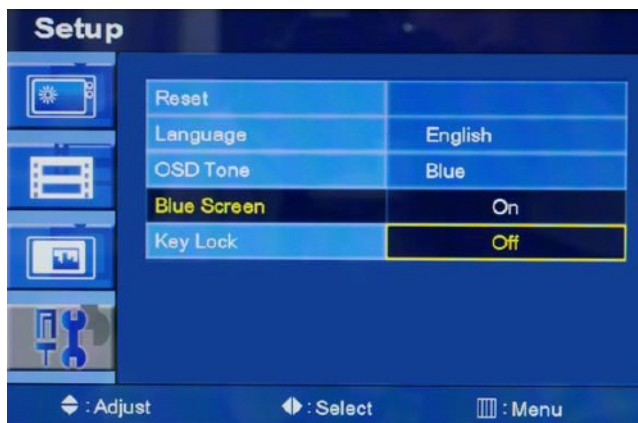 Setup
Reset
Language English
OSD Tone Blue
Blue Screen On
Key Lock Off
: Adjust : Select : Menu